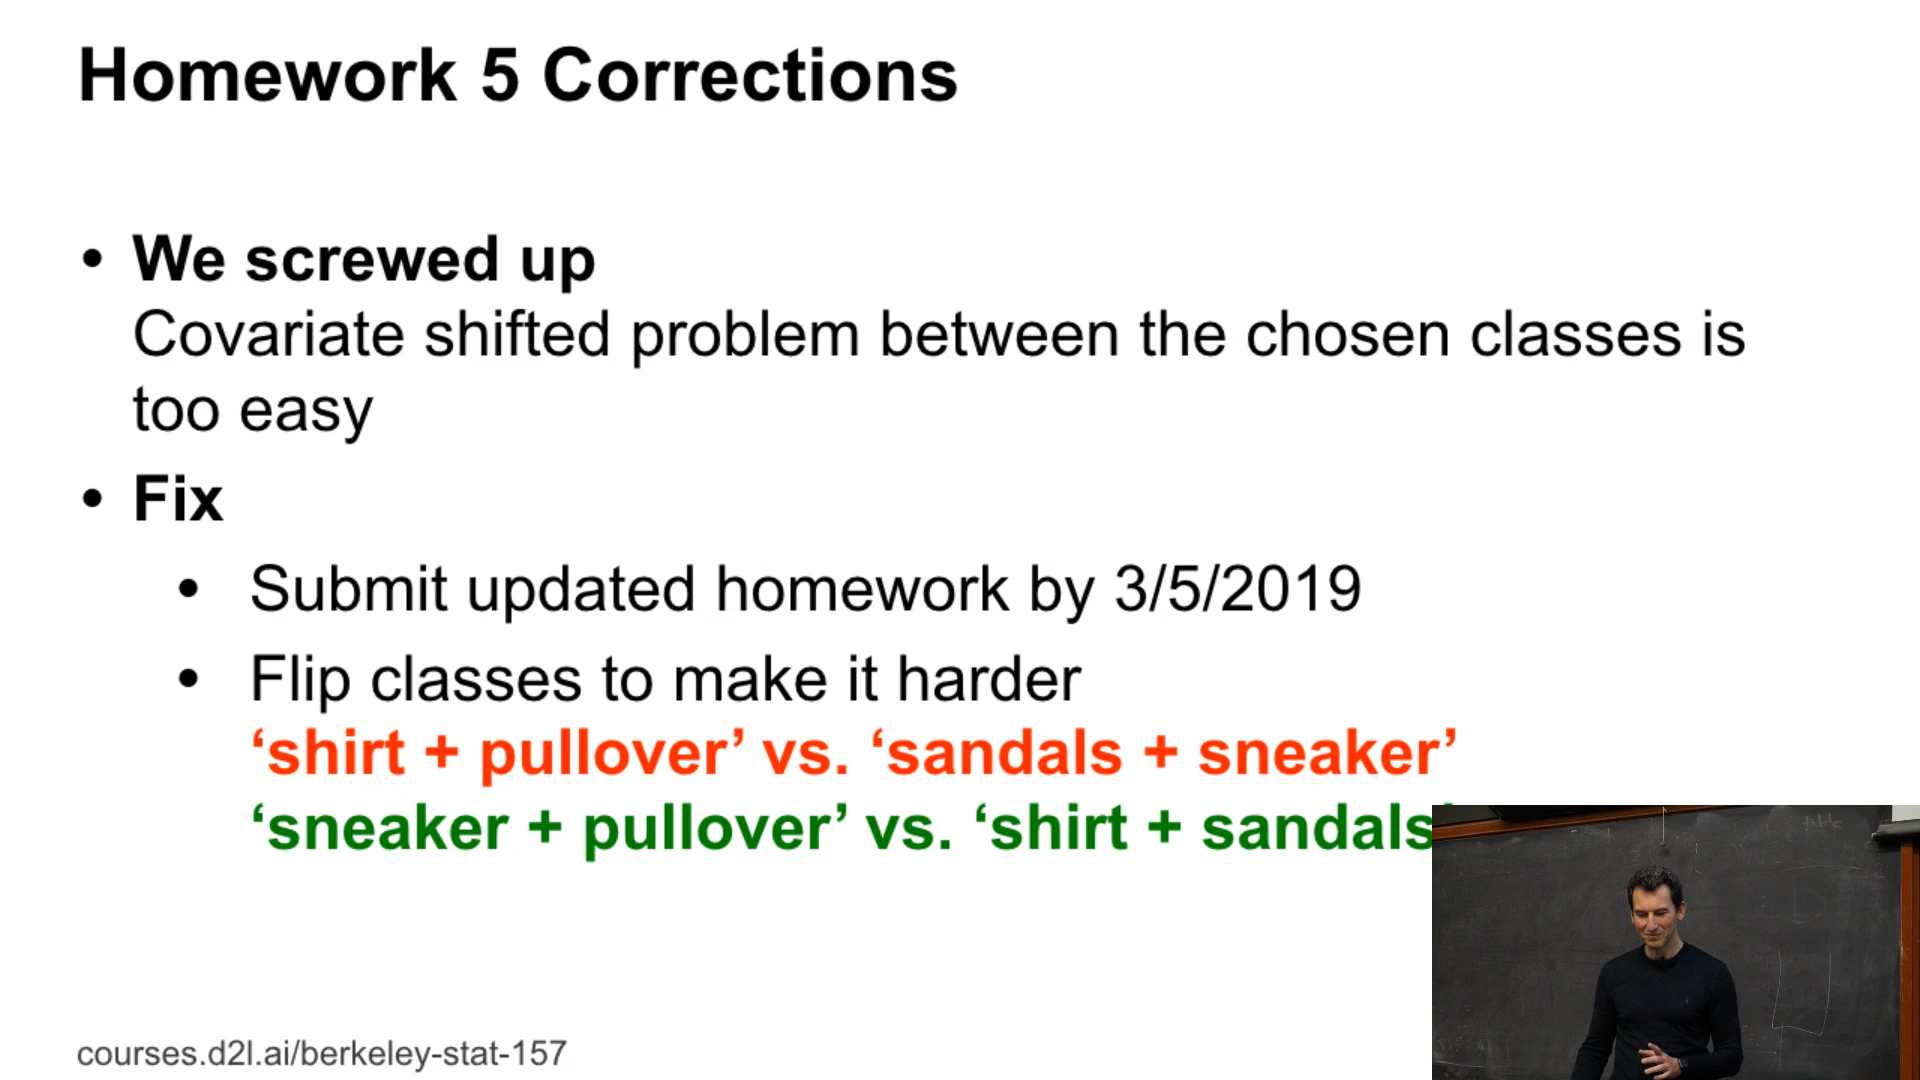 Homework 5 Corrections
• We screwed up
Covariate shifted problem between the chosen classes is
too easy
• Fix
• Submit updated homework by 3/5/2019
• Flip classes to make it harder
‘shirt + pullover’ vs. ‘sandals + sneaker’
‘sneaker + pullover’ vs. ‘shirt + sandals’
courses.d2l.ai/berkeley-stat-157